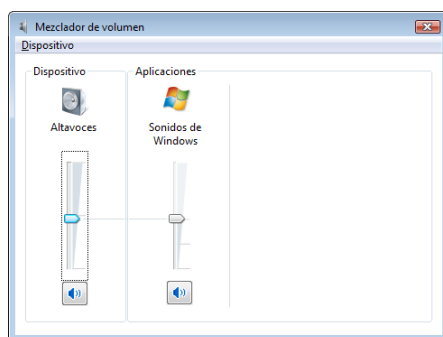 Mezclador de volumen
Dispositivo
Dispositivo
Aplicaciones
Altavoces
Sonidos de
Windows